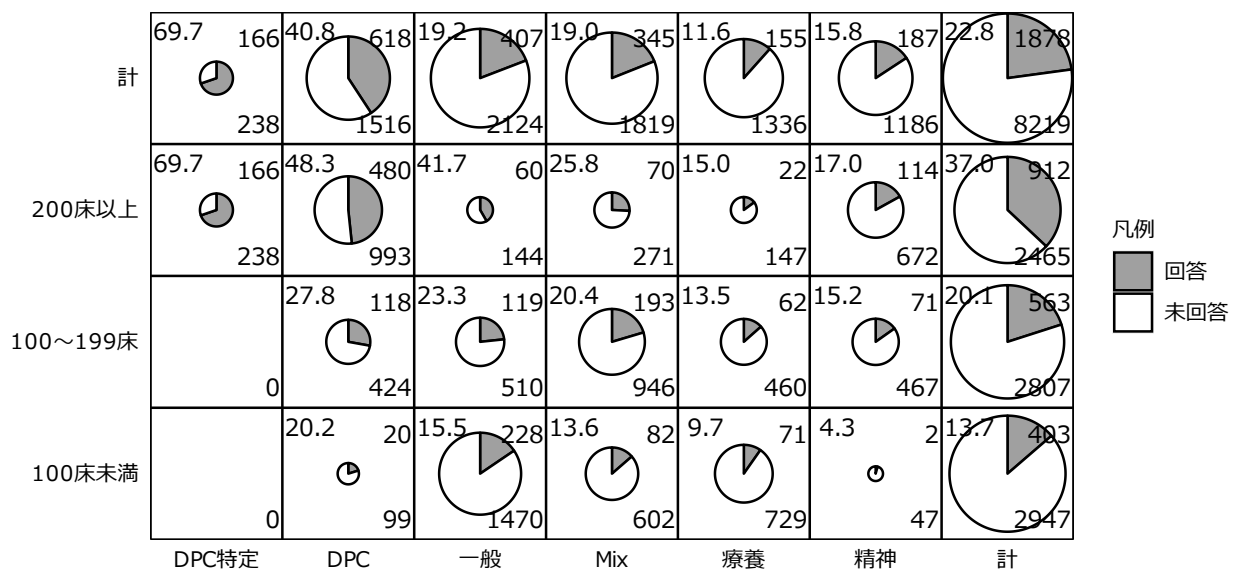 69.7 166 40.8 618 19.2 407 19.0 345 11.6 155 15.8 187 22.8 1878
計
238 1516 2124 1819 1336 1186 8219
69.7 166 48.3 480 41.7 60 25.8 70 15.0 22 17.0 114 37.0 912
200床以上
238 993 144 271 147 672 2465
凡例
回答
未回答
27.8 118 23.3 119 20.4 193 13.5 62 15.2 71 20.1 563
100～199床
0 424 510 946 460 467 2807
20.2 20 15.5 228 13.6 82 9.7 71 4.3 2 13.7 403
100床未満
0 99 1470 602 729 47 2947
DPC特定 DPC 一般 Mix 療養 精神 計